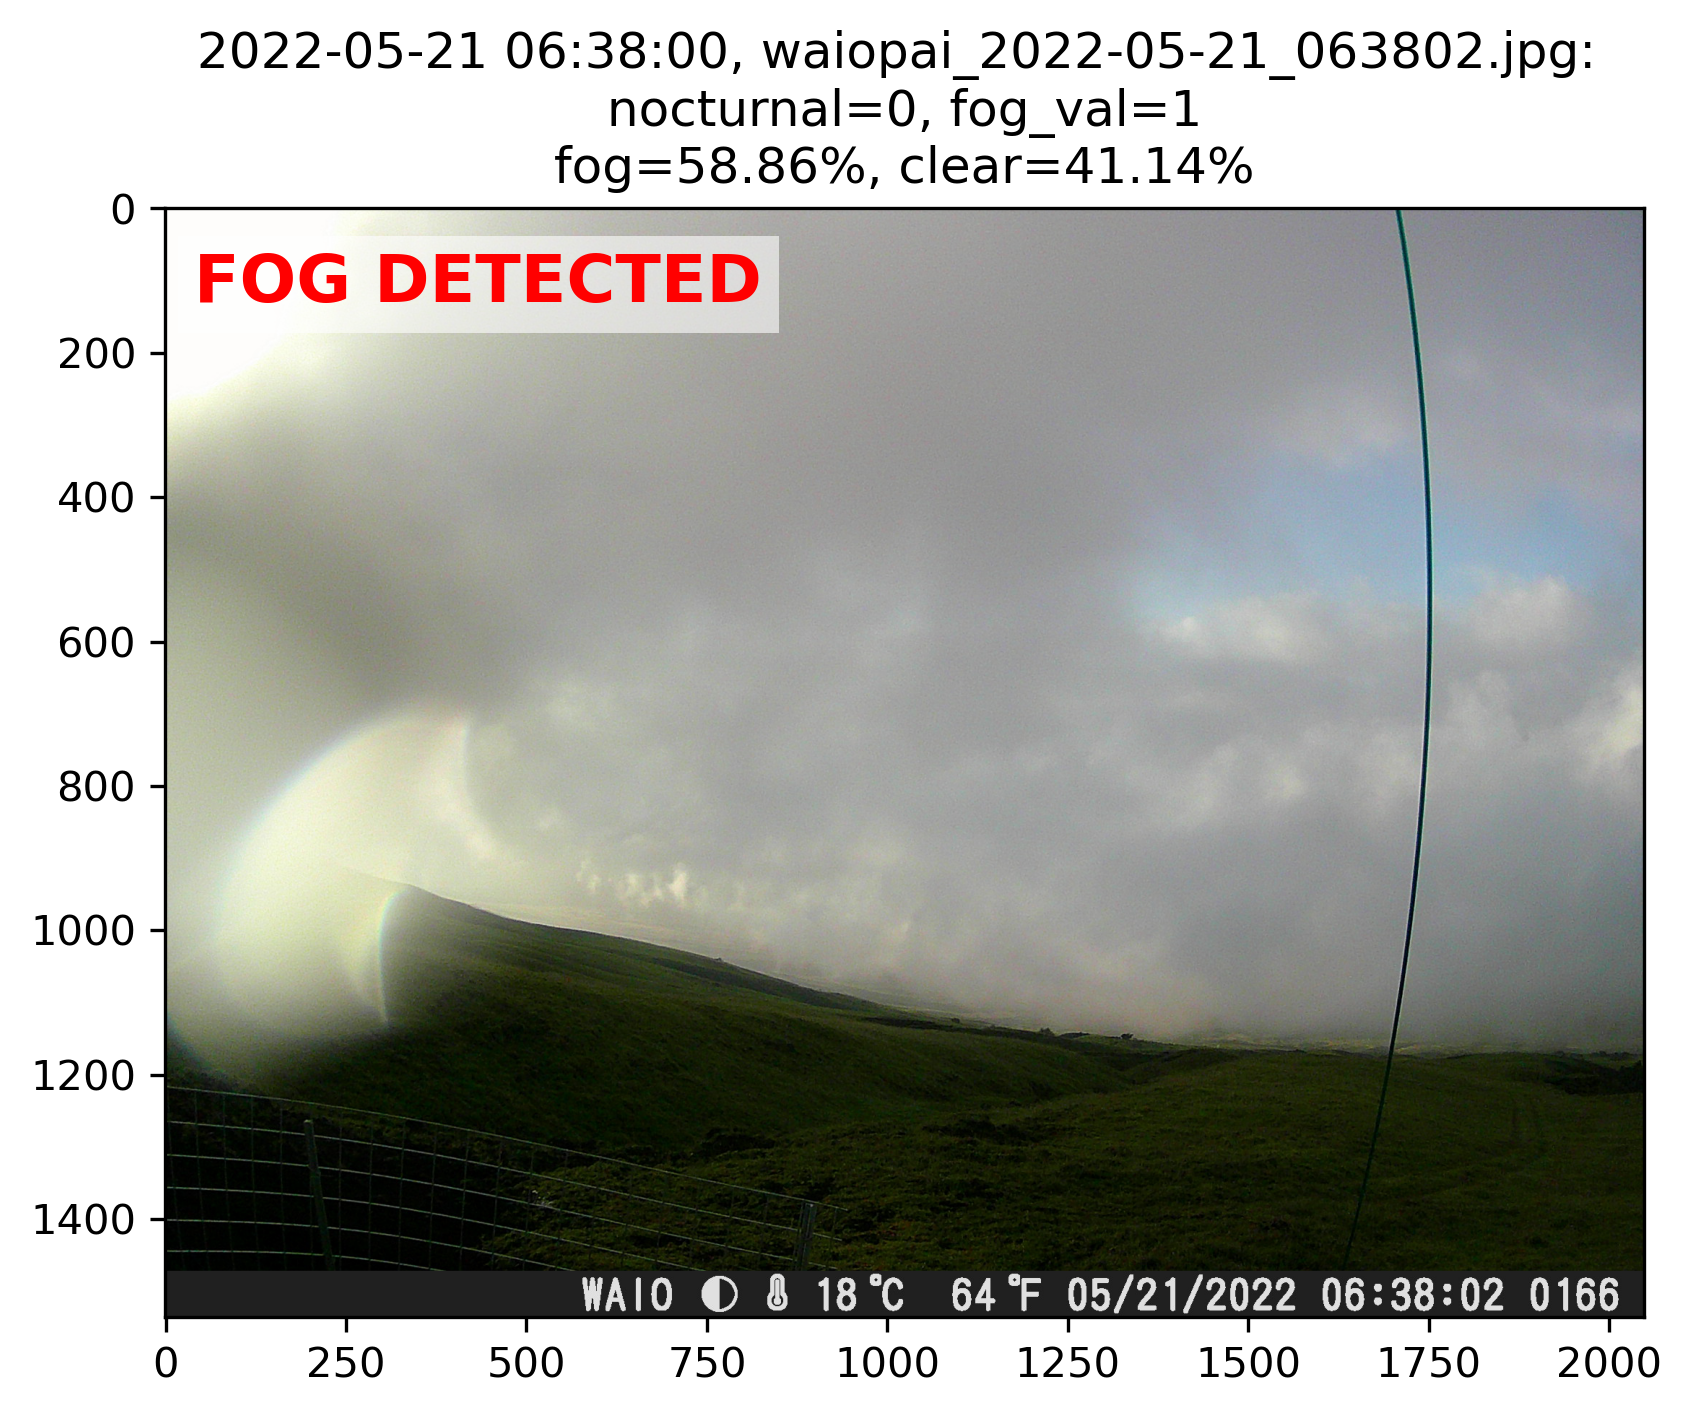 2022-05-21 06:38:00, waiopai_2022-05-21_063802.jpg:
nocturnal=0, fog_val=1
fog=58.86%, clear=41.14%
0
FOG DETECTED
200
400
600
800
1000
1200
1400
WAIO 18°C 64°F 05/21/2022 06:38:02 0166
0 250 500 750 1000 1250 1500 1750 2000